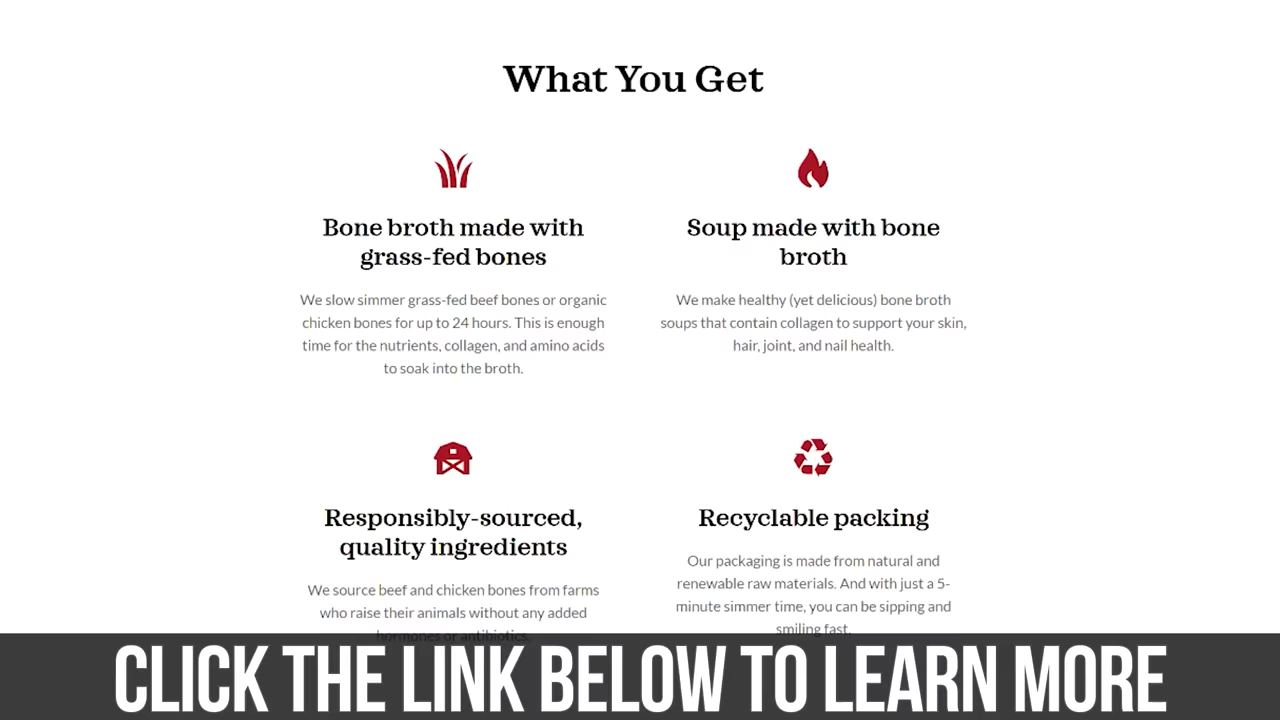 What You Get
Bone broth made with
grass-fed bones
We slow simmer grass-fed beef bones or organic
chicken bones for up to 24 hours. This is enough
time for the nutrients, collagen, and amino acids
to soak into the broth.
Soup made with bone
broth
We make healthy (yet delicious) bone broth
soups that contain collagen to support your skin,
hair, joint, and nail health.
Responsibly-sourced,
quality ingredients
We source beef and chicken bones from farms
who raise their animals without any added
hormones or antibiotics.
Recyclable packing
Our packaging is made from natural and
renewable raw materials. And with just a 5-
minute simmer time, you can be sipping and
smiling fast.
CLICK THE LINK BELOW TO LEARN MORE